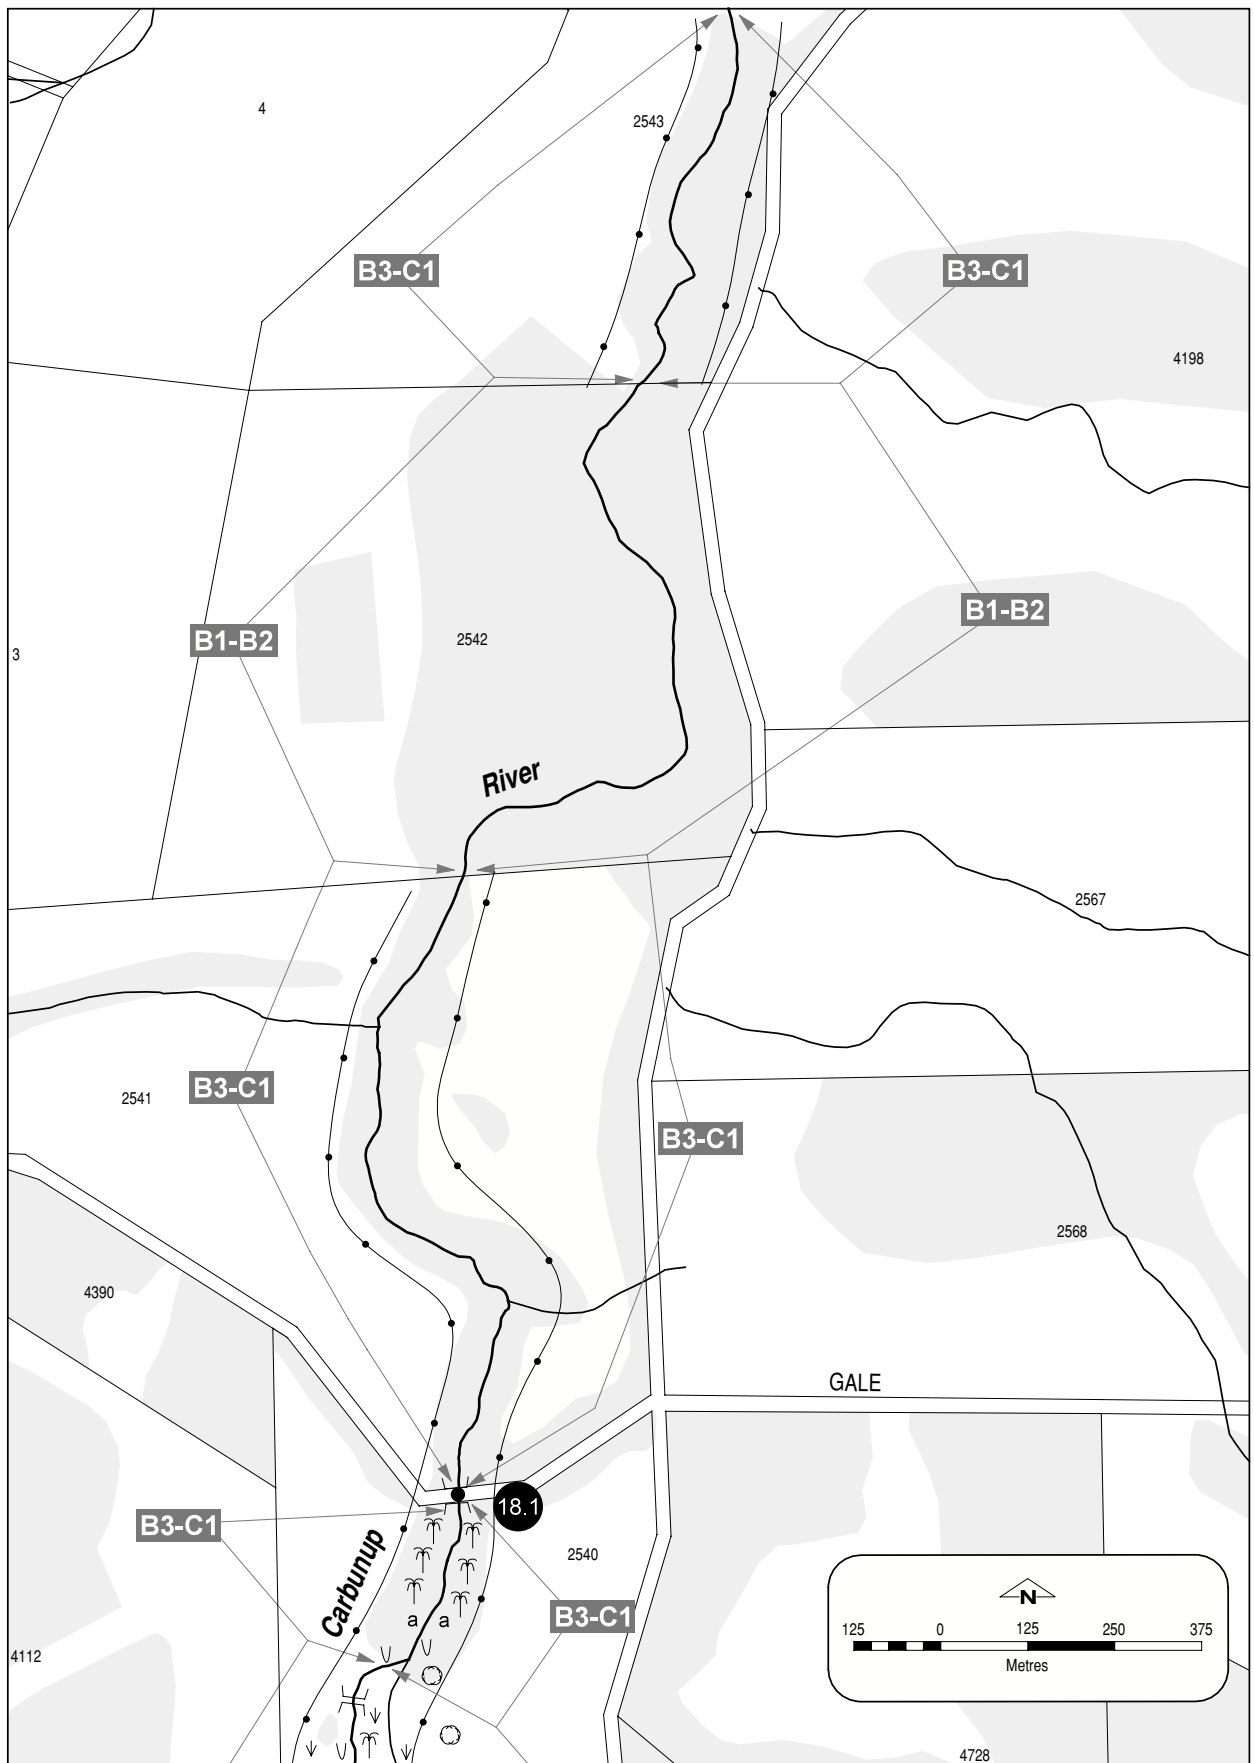 4
2543
B3-C1
B3-C1
4198
B1-B2
B1-B2
2542
3
River
2567
B3-C1
2541
B3-C1
2568
4390
GALE
18.1
B3-C1
Carbunup
2540
B3-C1
a a
4112
N
125 0 125 250 375
Metres
4728